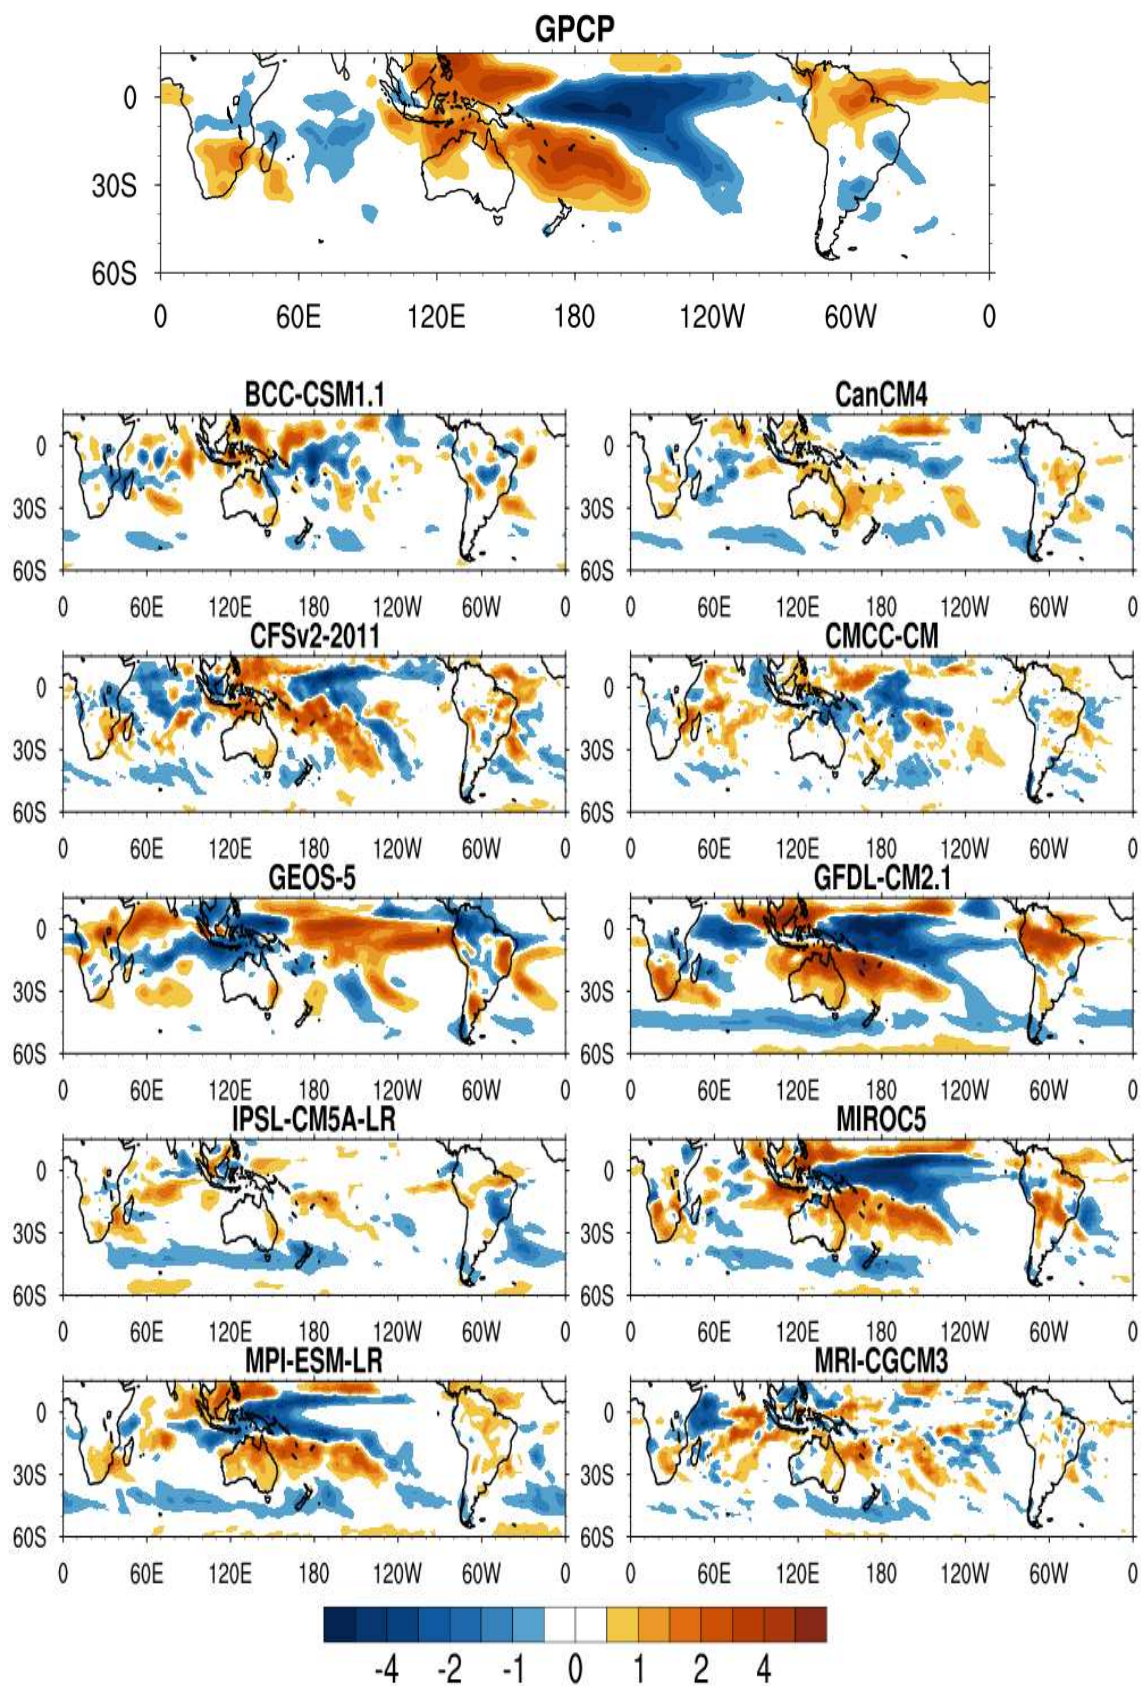 GPCP
0
30S
60S
0 60E 120E 180 120W 60W 0
BCC-CSM1.1 CanCM4
0 0
30S 30S
60S 60S
0 60E 120E 180 120W 60W 0 0 60E 120E 180 120W 60W 0
CFSv2-2011 CMCC-CM
0 0
30S 30S
60S 60S
0 60E 120E 180 120W 60W 0 0 60E 120E 180 120W 60W 0
GEOS-5 GFDL-CM2.1
0 0
30S 30S
60S 60S
0 60E 120E 180 120W 60W 0 0 60E 120E 180 120W 60W 0
IPSL-CM5A-LR MIROC5
0 0
30S 30S
60S 60S
0 60E 120E 180 120W 60W 0 0 60E 120E 180 120W 60W 0
MPI-ESM-LR MRI-CGCM3
0 0
30S 30S
60S 60S
0 60E 120E 180 120W 60W 0 0 60E 120E 180 120W 60W 0
-4 -2 -1 0 1 2 4